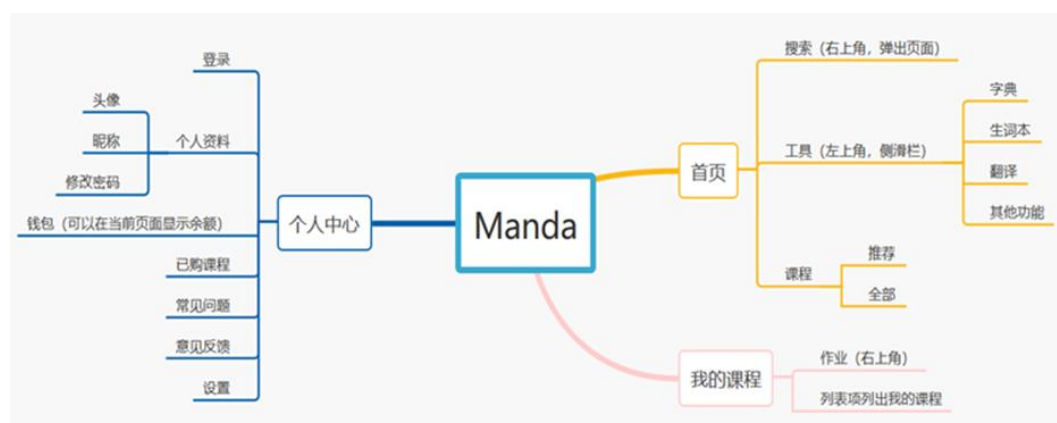 Manda
首页
搜索（右上角，弹出页面）
工具（左上角，侧滑栏）
字典
生词本
翻译
其他功能
课程
推荐
全部
我的课程
作业（右上角）
列表项列出我的课程
个人中心
登录
个人资料
头像
昵称
修改密码
钱包（可以在当前页面显示余额）
已购课程
常见问题
意见反馈
设置